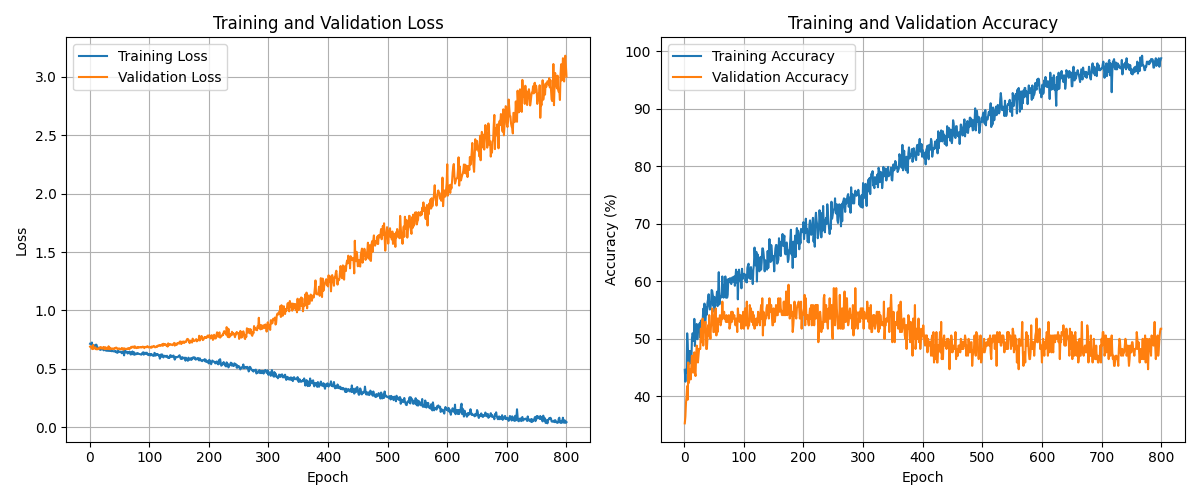 Training and Validation Loss
Training Loss
Validation Loss
3.0
2.5
2.0
1.5
1.0
0.5
0.0
Loss
0 100 200 300 400 500 600 700 800
Epoch
Training and Validation Accuracy
Training Accuracy
Validation Accuracy
100
90
80
70
60
50
40
Accuracy (%)
0 100 200 300 400 500 600 700 800
Epoch